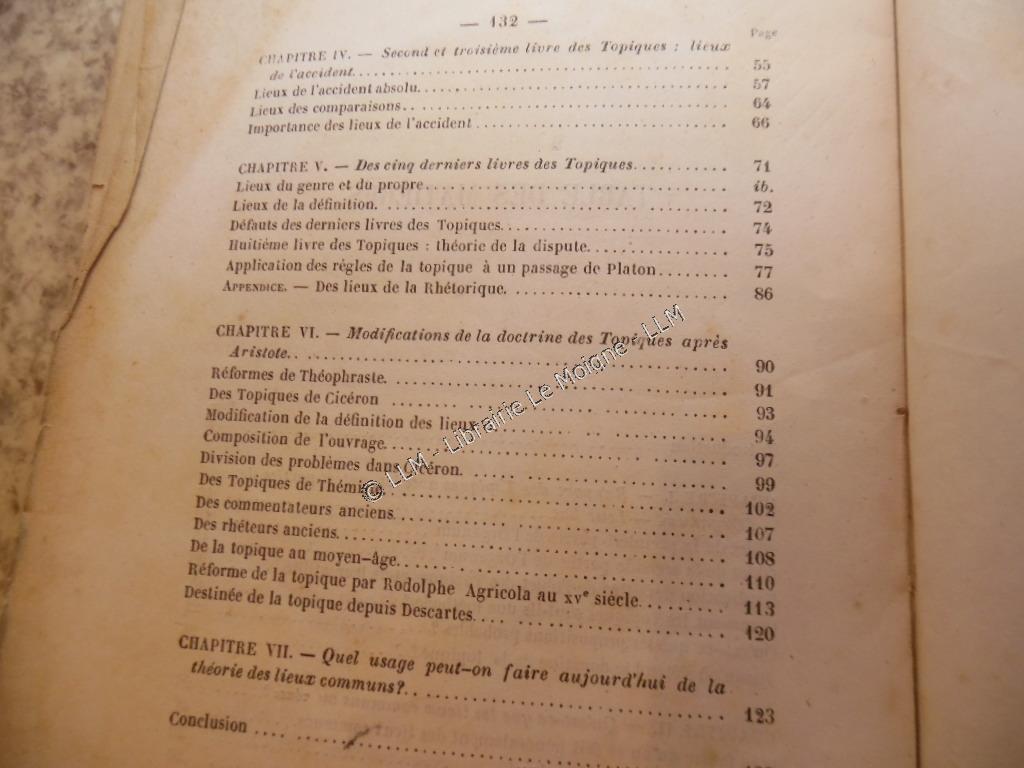 — 132 —
Page
CHAPITRE IV. — Second et troisième livre des Topiques : lieux
de l'accident. 55
Lieux de l'accident absolu. 57
Lieux des comparaisons. 64
Importance des lieux de l'accident 66
CHAPITRE V. — Des cinq derniers livres des Topiques. 71
Lieux du genre et du propre. ib.
Lieux de la définition. 72
Défauts des derniers livres des Topiques. 74
Huitième livre des Topiques : théorie de la dispute. 75
Application des règles de la topique à un passage de Platon 77
APPENDICE. — Des lieux de la Rhétorique. 86
CHAPITRE VI. — Modifications de la doctrine des Topiques après
Aristote. 90
Réformes de Théophraste. 91
Des Topiques de Cicéron 93
Modification de la définition des lieux 94
Composition de l'ouvrage. 97
Division des problèmes dans Cicéron. 99
Des Topiques de 102
Des commentateurs anciens 107
Des rhéteurs anciens. 108
De la topique au moyen-âge. 110
Réforme de la topique par Rodolphe Agricola au XVe siècle. 113
Destinée de la topique depuis Descartes. 120
CHAPITRE VII. — Quel usage peut-on faire aujourd'hui de la
théorie des lieux communs?. 123
Conclusion
© LLM - Librairie Le Moigne - LLM